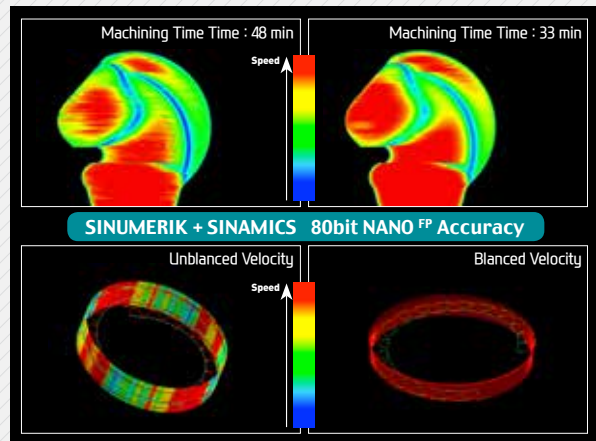 Machining Time Time : 48 min
Machining Time Time : 33 min
Speed
SINUMERIK + SINAMICS 80bit NANO FP Accuracy
Unblanced Velocity
Blanced Velocity
Speed